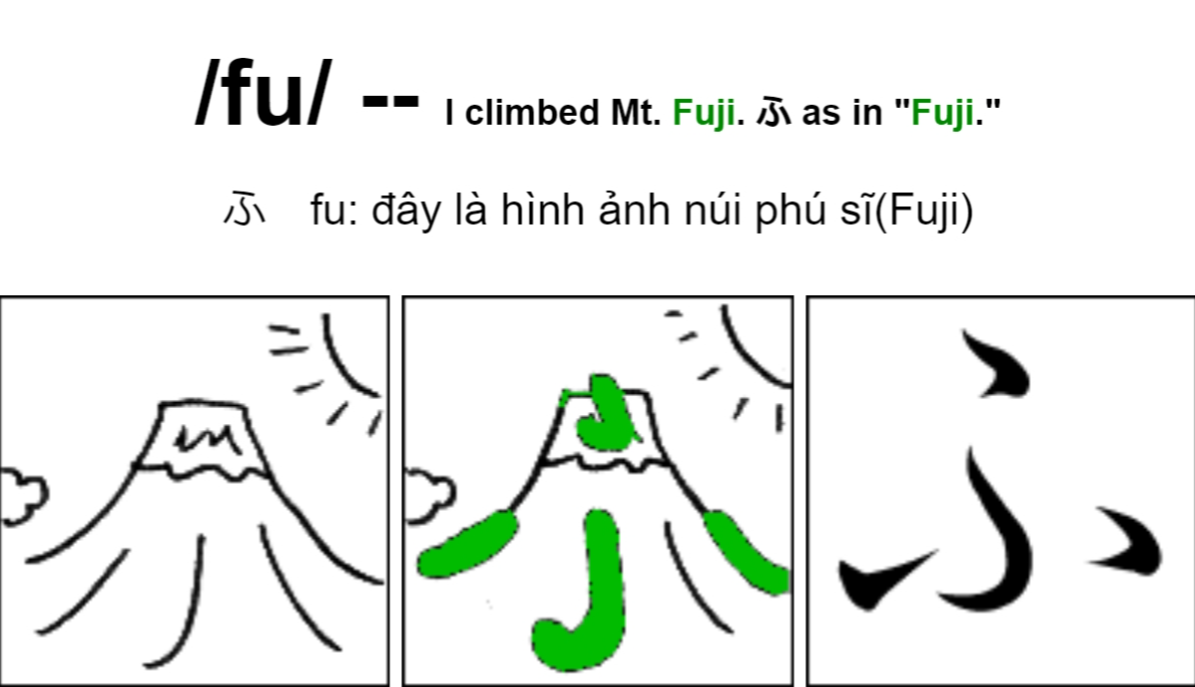 /fu/ -- I climbed Mt. Fuji. ふ as in "Fuji."
ふ fu: đây là hình ảnh núi phú sĩ(Fuji)
ふ